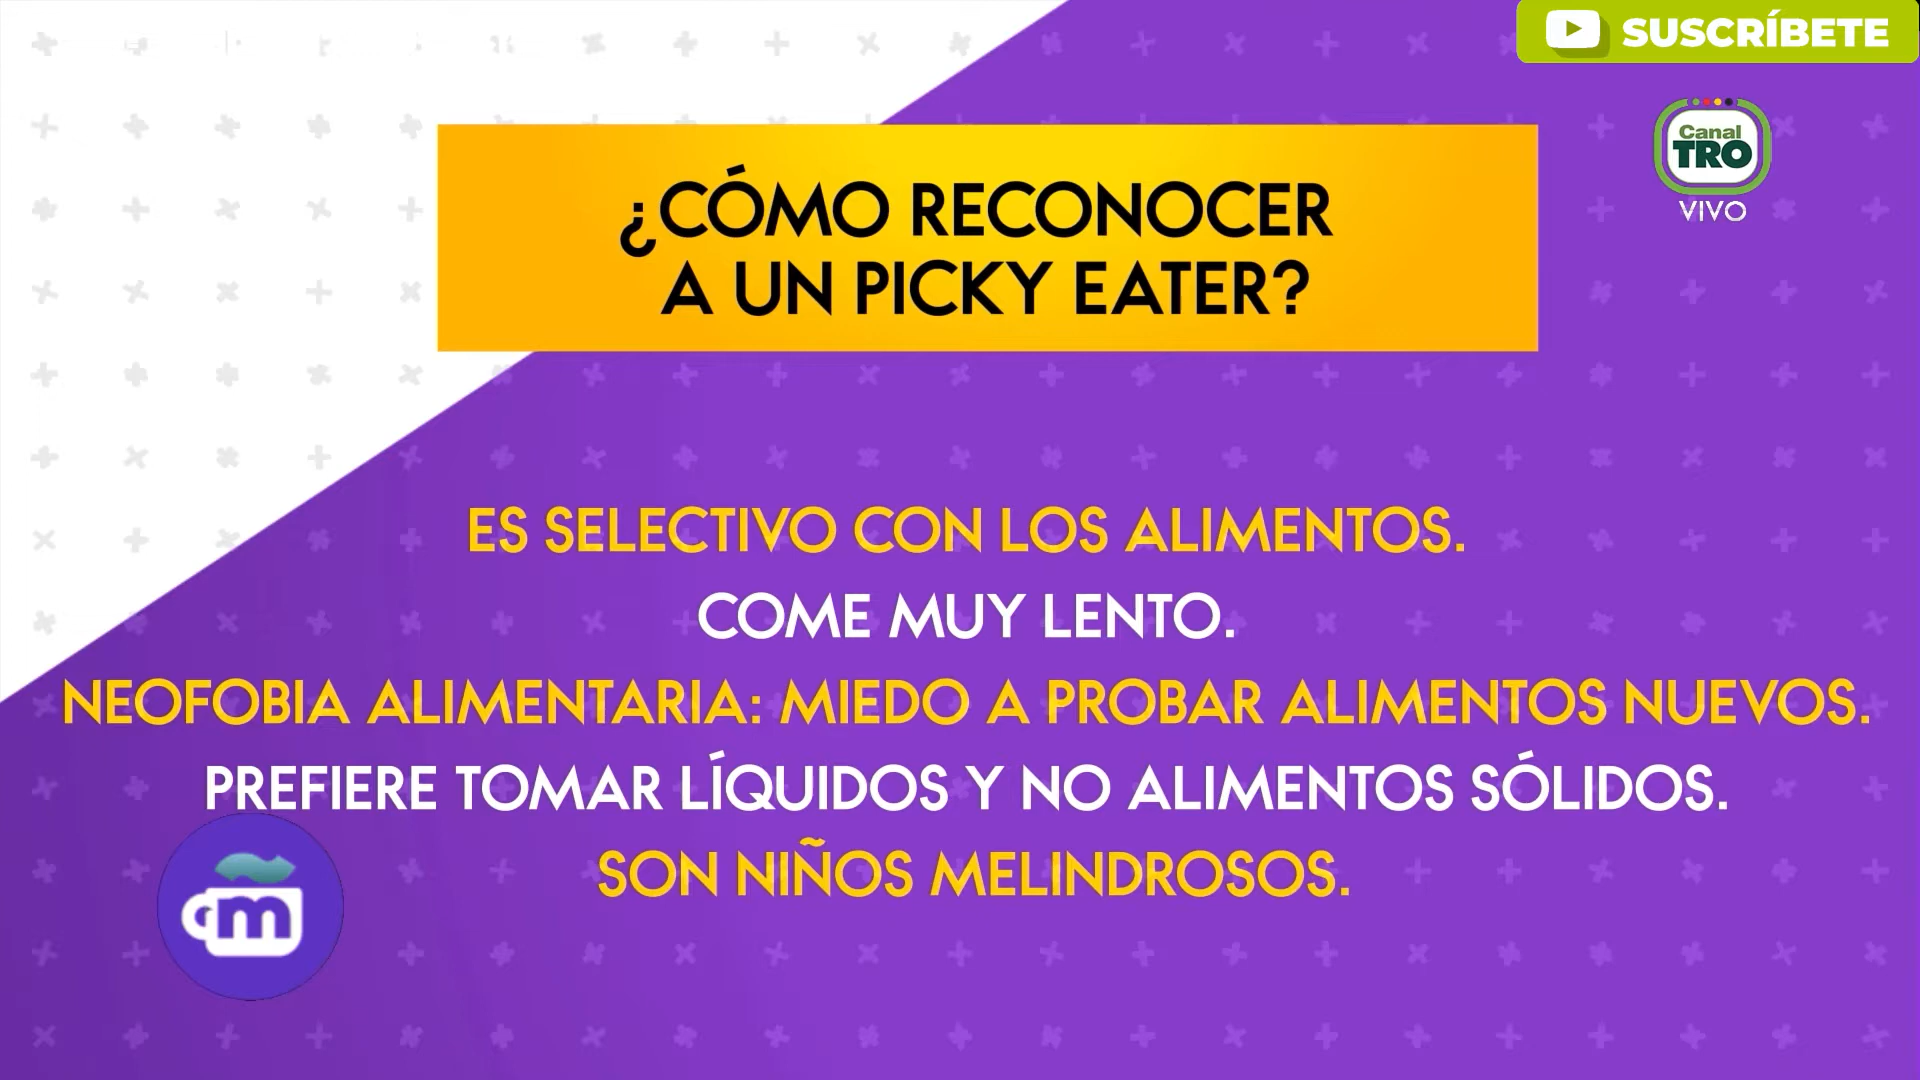 SUSCRÍBETE
Canal
TRO
VIVO
¿CÓMO RECONOCER
A UN PICKY EATER?
ES SELECTIVO CON LOS ALIMENTOS.
COME MUY LENTO.
NEOFOBIA ALIMENTARIA: MIEDO A PROBAR ALIMENTOS NUEVOS.
PREFIERE TOMAR LÍQUIDOS Y NO ALIMENTOS SÓLIDOS.
SON NIÑOS MELINDROSOS.
m